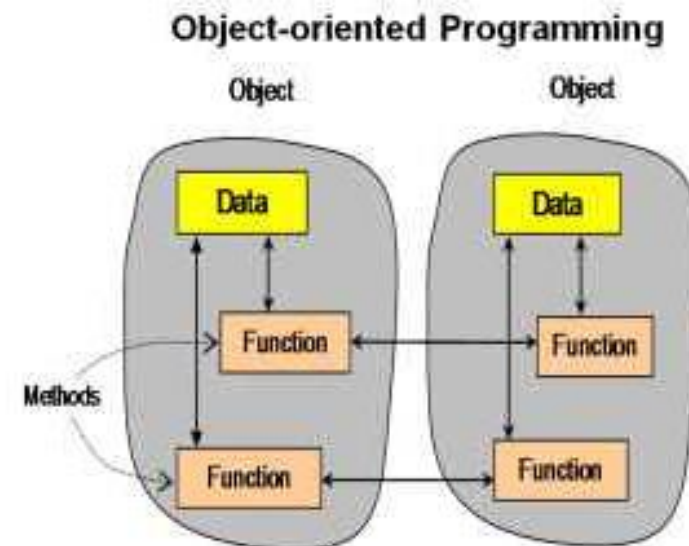 Object-oriented Programming
Object
Object
Data
Data
Function
Function
Methods
Function
Function